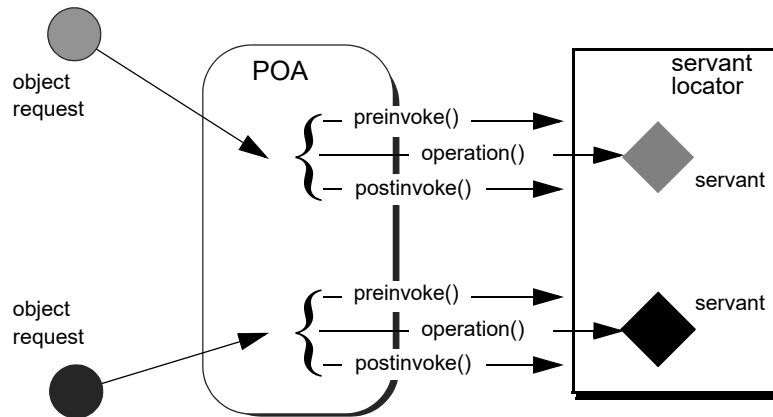 POA
servant
locator
object
request
preinvoke()
operation()
postinvoke()
servant
object
request
preinvoke()
operation()
postinvoke()
servant